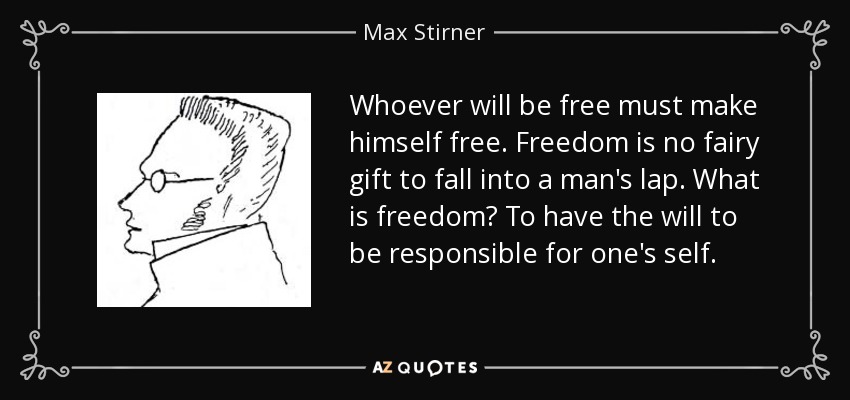 Max Stirner
Whoever will be free must make
himself free. Freedom is no fairy
gift to fall into a man's lap. What
is freedom? To have the will to
be responsible for one's self.
AZ QUOTES